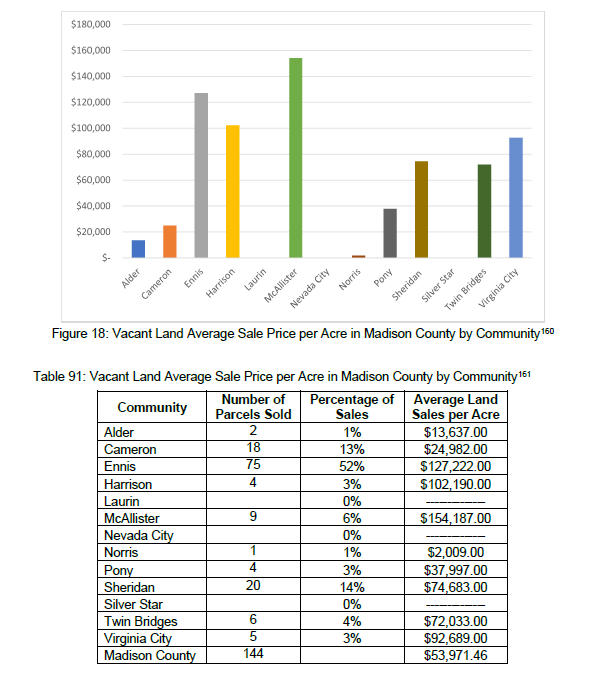 $180,000
$160,000
$140,000
$120,000
$100,000
$80,000
$60,000
$40,000
$20,000
$-
Alder
Cameron
Ennis
Harrison
Laurin
McAllister
Nevada City
Norris
Pony
Sheridan
Silver Star
Twin Bridges
Virginia City
Figure 18: Vacant Land Average Sale Price per Acre in Madison County by Community160
Table 91: Vacant Land Average Sale Price per Acre in Madison County by Community161
Community Number of Parcels Sold Percentage of Sales Average Land Sales per Acre
Alder 2 1% $13,637.00
Cameron 18 13% $24,982.00
Ennis 75 52% $127,222.00
Harrison 4 3% $102,190.00
Laurin 0% ---------------
McAllister 9 6% $154,187.00
Nevada City 0% ---------------
Norris 1 1% $2,009.00
Pony 4 3% $37,997.00
Sheridan 20 14% $74,683.00
Silver Star 0% ---------------
Twin Bridges 6 4% $72,033.00
Virginia City 5 3% $92,689.00
Madison County 144 $53,971.46